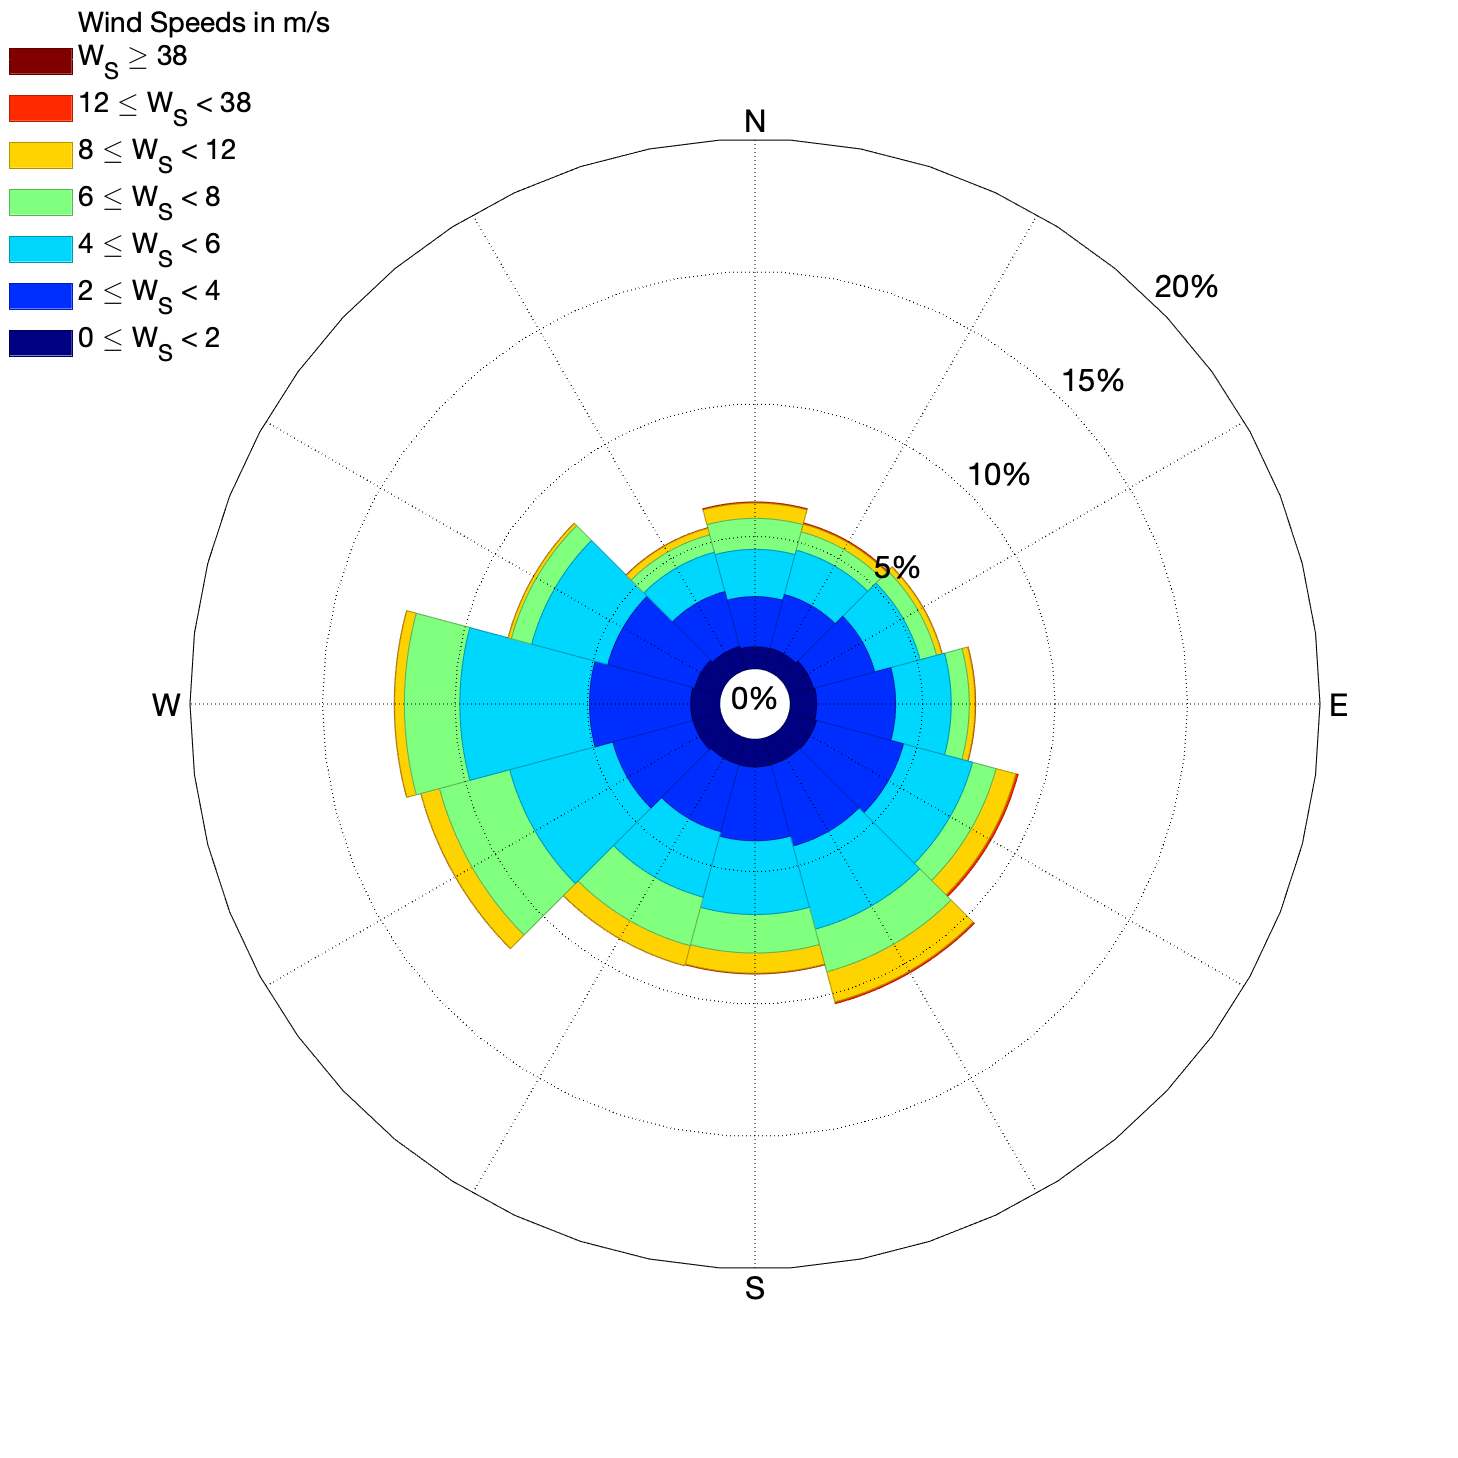 Wind Speeds in m/s
W_S ≥ 38
12 ≤ W_S < 38
8 ≤ W_S < 12
6 ≤ W_S < 8
4 ≤ W_S < 6
2 ≤ W_S < 4
0 ≤ W_S < 2
N
20%
15%
10%
5%
0%
W
E
S